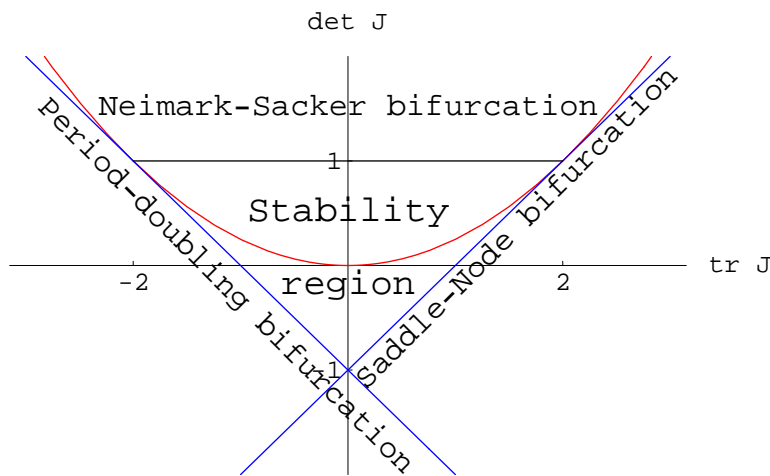 det J
Neimark-Sacker bifurcation
Period-doubling bifurcation
Saddle-Node bifurcation
1
Stability
region
-2
2
tr J
-1